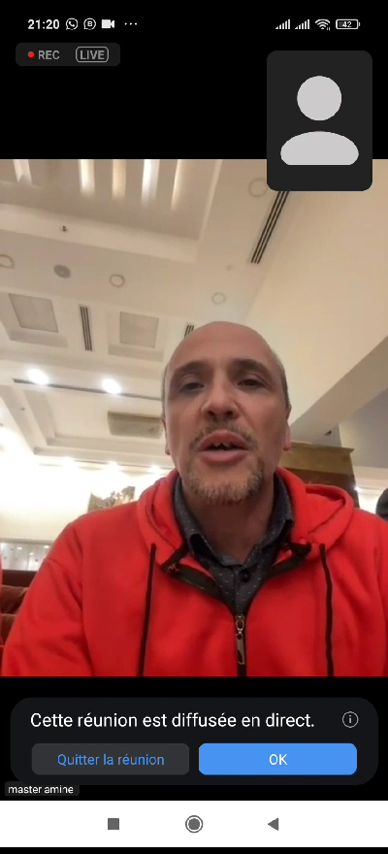 21:20
42
REC LIVE
Cette réunion est diffusée en direct.
Quitter la réunion OK
master amine